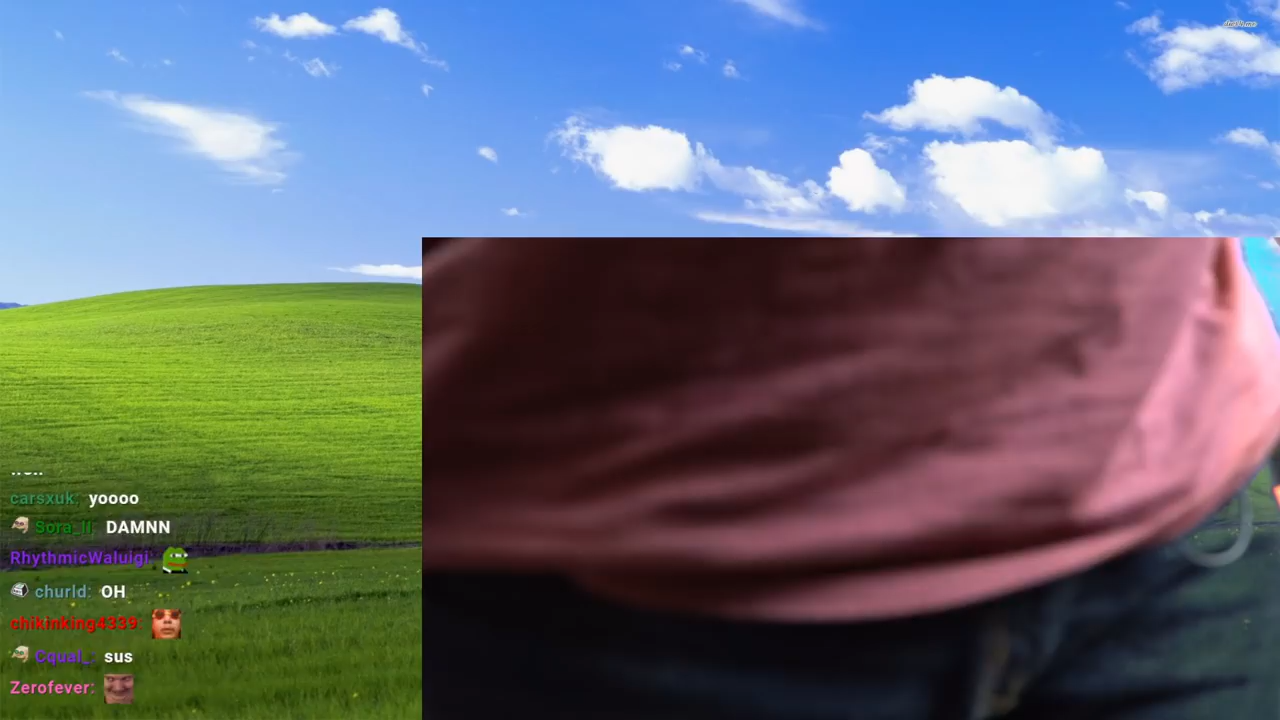 carsxuk: yoooo
Sora_II DAMNN
RhythmicWaluigi
churld: OH
chikinking4339:
Cqual_: sus
Zerofever: